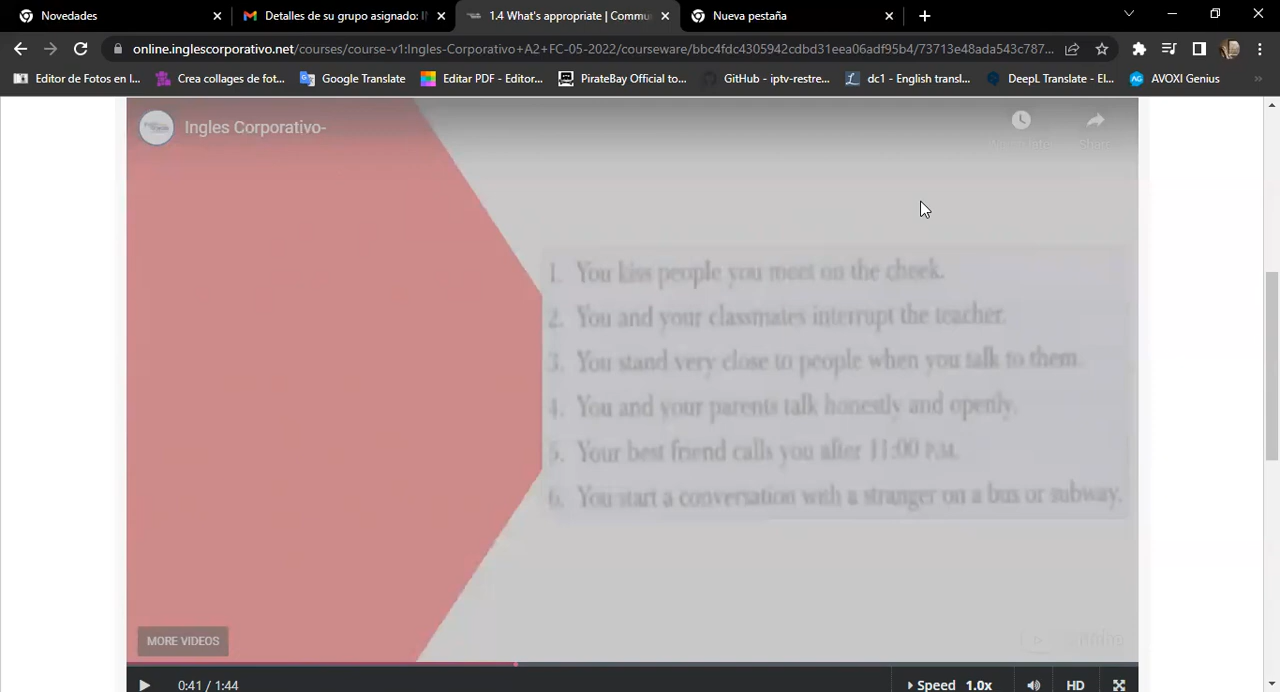 Novedades
Detalles de su grupo asignado: I
1.4 What's appropriate | Commu
Nueva pestaña
online.inglescorporativo.net/courses/course-v1:Ingles-Corporativo+A2+FC-05-2022/courseware/bbc4fdc4305942cdbd31eea06adf95b4/73713e48ada543c787...
Editor de Fotos en l...
Crea collages de fot...
Google Translate
Editar PDF - Editor...
PirateBay Official to...
GitHub - iptv-restre...
dc1 - English transl...
DeepL Translate - El...
AVOXI Genius
Ingles Corporativo-
Share
1. You kiss people you meet on the cheek.
2. You and your classmates interrupt the teacher.
3. You stand very close to people when you talk to them.
4. You and your parents talk honestly and openly.
5. Your best friend calls you after 11:00 P.M.
6. You start a conversation with a stranger on a bus or subway.
MORE VIDEOS
0:41 / 1:44
Speed 1.0x
HD